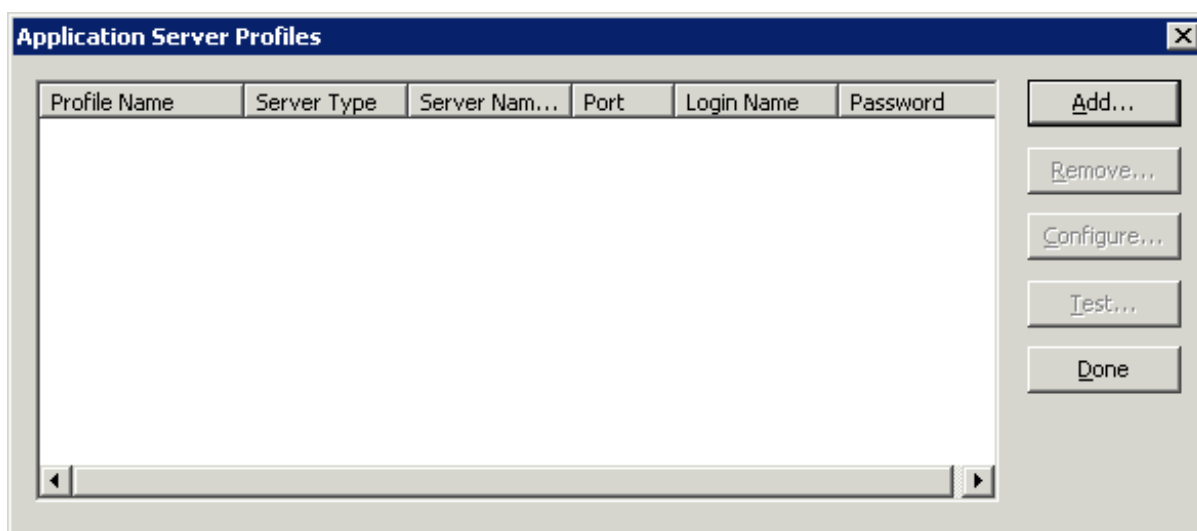 Application Server Profiles
Profile Name Server Type Server Nam... Port Login Name Password
Add...
Remove...
Configure...
Test...
Done